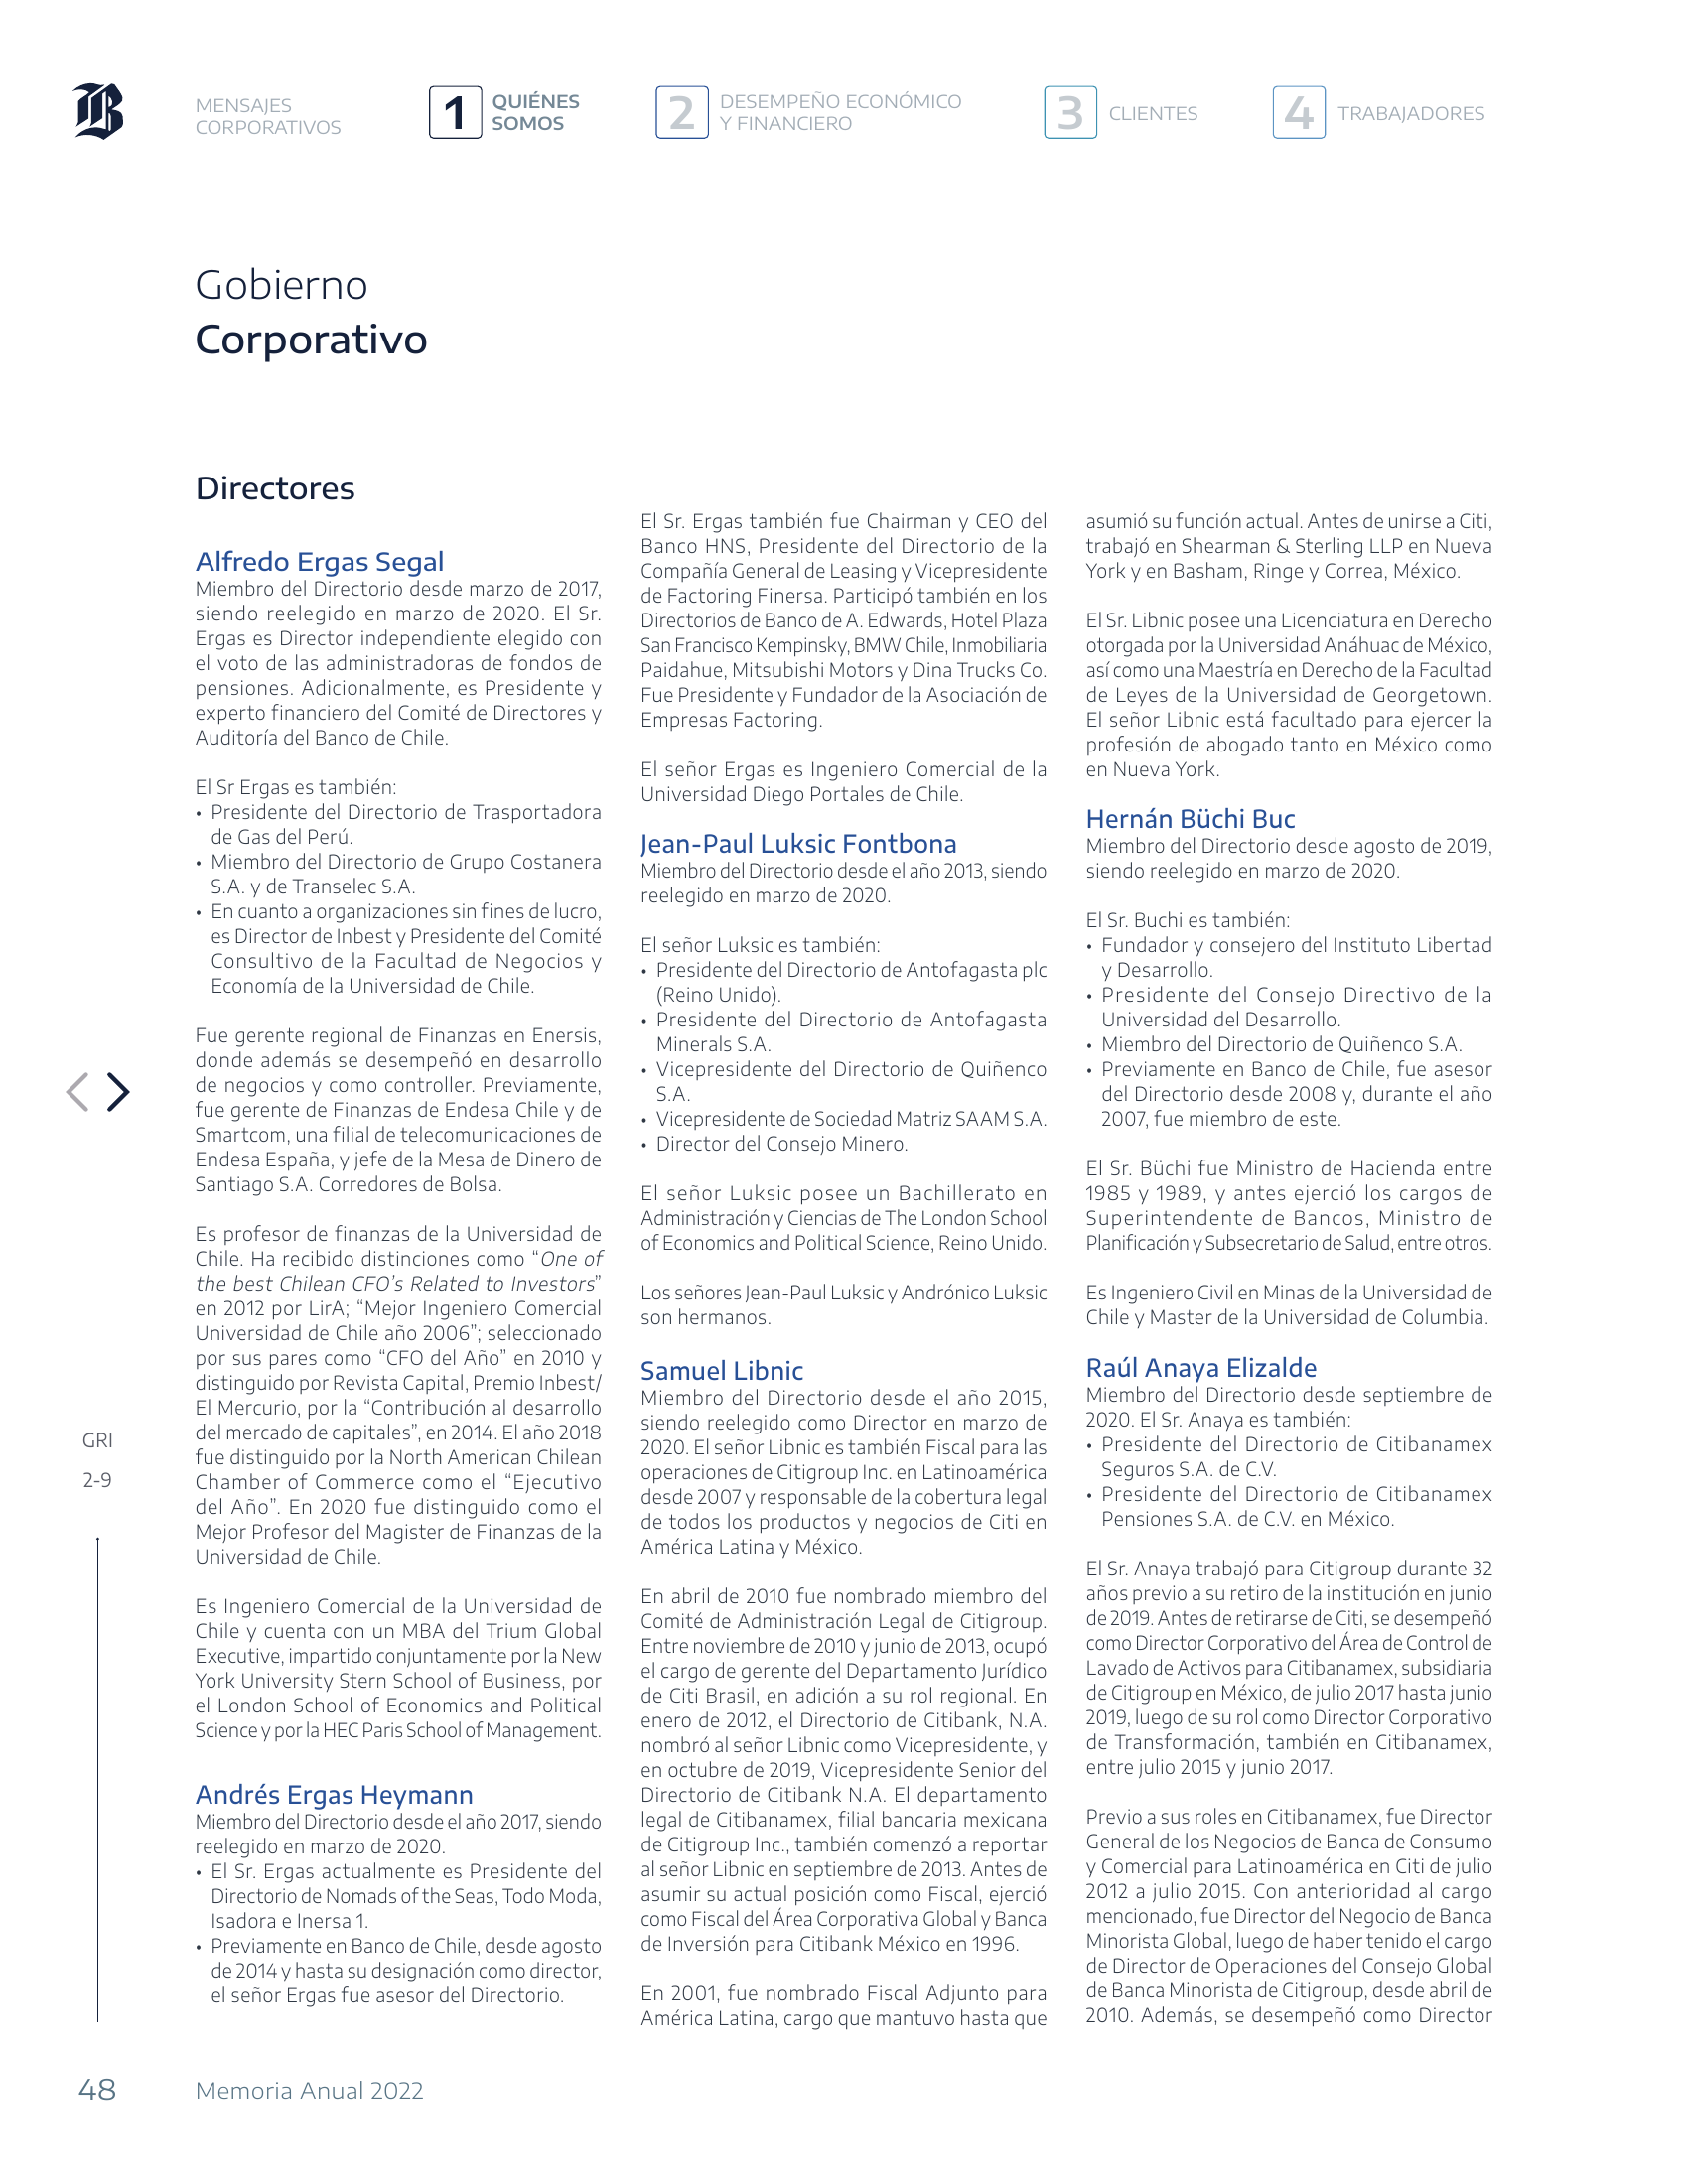 MENSAJES
CORPORATIVOS
1
QUIÉNES
SOMOS
2
DESEMPEÑO ECONÓMICO
Y FINANCIERO
3
CLIENTES
4
TRABAJADORES
Gobierno
Corporativo
Directores
Alfredo Ergas Segal
Miembro del Directorio desde marzo de 2017,
siendo reelegido en marzo de 2020. El Sr.
Ergas es Director independiente elegido con
el voto de las administradoras de fondos de
pensiones. Adicionalmente, es Presidente y
experto financiero del Comité de Directores y
Auditoría del Banco de Chile.
El Sr Ergas es también:
• Presidente del Directorio de Trasportadora
de Gas del Perú.
• Miembro del Directorio de Grupo Costanera
S.A. y de Transelec S.A.
• En cuanto a organizaciones sin fines de lucro,
es Director de Inbest y Presidente del Comité
Consultivo de la Facultad de Negocios y
Economía de la Universidad de Chile.
Fue gerente regional de Finanzas en Enersis,
donde además se desempeñó en desarrollo
de negocios y como controller. Previamente,
fue gerente de Finanzas de Endesa Chile y de
Smartcom, una filial de telecomunicaciones de
Endesa España, y jefe de la Mesa de Dinero de
Santiago S.A. Corredores de Bolsa.
Es profesor de finanzas de la Universidad de
Chile. Ha recibido distinciones como “One of
the best Chilean CFO’s Related to Investors”
en 2012 por LirA; “Mejor Ingeniero Comercial
Universidad de Chile año 2006”; seleccionado
por sus pares como “CFO del Año” en 2010 y
distinguido por Revista Capital, Premio Inbest/
El Mercurio, por la “Contribución al desarrollo
del mercado de capitales”, en 2014. El año 2018
fue distinguido por la North American Chilean
Chamber of Commerce como el “Ejecutivo
del Año”. En 2020 fue distinguido como el
Mejor Profesor del Magister de Finanzas de la
Universidad de Chile.
Es Ingeniero Comercial de la Universidad de
Chile y cuenta con un MBA del Trium Global
Executive, impartido conjuntamente por la New
York University Stern School of Business, por
el London School of Economics and Political
Science y por la HEC Paris School of Management.
Andrés Ergas Heymann
Miembro del Directorio desde el año 2017, siendo
reelegido en marzo de 2020.
• El Sr. Ergas actualmente es Presidente del
Directorio de Nomads of the Seas, Todo Moda,
Isadora e Inersa 1.
• Previamente en Banco de Chile, desde agosto
de 2014 y hasta su designación como director,
el señor Ergas fue asesor del Directorio.
El Sr. Ergas también fue Chairman y CEO del
Banco HNS, Presidente del Directorio de la
Compañía General de Leasing y Vicepresidente
de Factoring Finersa. Participó también en los
Directorios de Banco de A. Edwards, Hotel Plaza
San Francisco Kempinsky, BMW Chile, Inmobiliaria
Paidahue, Mitsubishi Motors y Dina Trucks Co.
Fue Presidente y Fundador de la Asociación de
Empresas Factoring.
El señor Ergas es Ingeniero Comercial de la
Universidad Diego Portales de Chile.
Jean-Paul Luksic Fontbona
Miembro del Directorio desde el año 2013, siendo
reelegido en marzo de 2020.
El señor Luksic es también:
• Presidente del Directorio de Antofagasta plc
(Reino Unido).
• Presidente del Directorio de Antofagasta
Minerals S.A.
• Vicepresidente del Directorio de Quiñenco
S.A.
• Vicepresidente de Sociedad Matriz SAAM S.A.
• Director del Consejo Minero.
El señor Luksic posee un Bachillerato en
Administración y Ciencias de The London School
of Economics and Political Science, Reino Unido.
Los señores Jean-Paul Luksic y Andrónico Luksic
son hermanos.
Samuel Libnic
Miembro del Directorio desde el año 2015,
siendo reelegido como Director en marzo de
2020. El señor Libnic es también Fiscal para las
operaciones de Citigroup Inc. en Latinoamérica
desde 2007 y responsable de la cobertura legal
de todos los productos y negocios de Citi en
América Latina y México.
En abril de 2010 fue nombrado miembro del
Comité de Administración Legal de Citigroup.
Entre noviembre de 2010 y junio de 2013, ocupó
el cargo de gerente del Departamento Jurídico
de Citi Brasil, en adición a su rol regional. En
enero de 2012, el Directorio de Citibank, N.A.
nombró al señor Libnic como Vicepresidente, y
en octubre de 2019, Vicepresidente Senior del
Directorio de Citibank N.A. El departamento
legal de Citibanamex, filial bancaria mexicana
de Citigroup Inc., también comenzó a reportar
al señor Libnic en septiembre de 2013. Antes de
asumir su actual posición como Fiscal, ejerció
como Fiscal del Área Corporativa Global y Banca
de Inversión para Citibank México en 1996.
En 2001, fue nombrado Fiscal Adjunto para
América Latina, cargo que mantuvo hasta que
asumió su función actual. Antes de unirse a Citi,
trabajó en Shearman & Sterling LLP en Nueva
York y en Basham, Ringe y Correa, México.
El Sr. Libnic posee una Licenciatura en Derecho
otorgada por la Universidad Anáhuac de México,
así como una Maestría en Derecho de la Facultad
de Leyes de la Universidad de Georgetown.
El señor Libnic está facultado para ejercer la
profesión de abogado tanto en México como
en Nueva York.
Hernán Büchi Buc
Miembro del Directorio desde agosto de 2019,
siendo reelegido en marzo de 2020.
El Sr. Buchi es también:
• Fundador y consejero del Instituto Libertad
y Desarrollo.
• Presidente del Consejo Directivo de la
Universidad del Desarrollo.
• Miembro del Directorio de Quiñenco S.A.
• Previamente en Banco de Chile, fue asesor
del Directorio desde 2008 y, durante el año
2007, fue miembro de este.
El Sr. Büchi fue Ministro de Hacienda entre
1985 y 1989, y antes ejerció los cargos de
Superintendente de Bancos, Ministro de
Planificación y Subsecretario de Salud, entre otros.
Es Ingeniero Civil en Minas de la Universidad de
Chile y Master de la Universidad de Columbia.
Raúl Anaya Elizalde
Miembro del Directorio desde septiembre de
2020. El Sr. Anaya es también:
• Presidente del Directorio de Citibanamex
Seguros S.A. de C.V.
• Presidente del Directorio de Citibanamex
Pensiones S.A. de C.V. en México.
El Sr. Anaya trabajó para Citigroup durante 32
años previo a su retiro de la institución en junio
de 2019. Antes de retirarse de Citi, se desempeñó
como Director Corporativo del Área de Control de
Lavado de Activos para Citibanamex, subsidiaria
de Citigroup en México, de julio 2017 hasta junio
2019, luego de su rol como Director Corporativo
de Transformación, también en Citibanamex,
entre julio 2015 y junio 2017.
Previo a sus roles en Citibanamex, fue Director
General de los Negocios de Banca de Consumo
y Comercial para Latinoamérica en Citi de julio
2012 a julio 2015. Con anterioridad al cargo
mencionado, fue Director del Negocio de Banca
Minorista Global, luego de haber tenido el cargo
de Director de Operaciones del Consejo Global
de Banca Minorista de Citigroup, desde abril de
2010. Además, se desempeñó como Director
GRI
2-9
48
Memoria Anual 2022